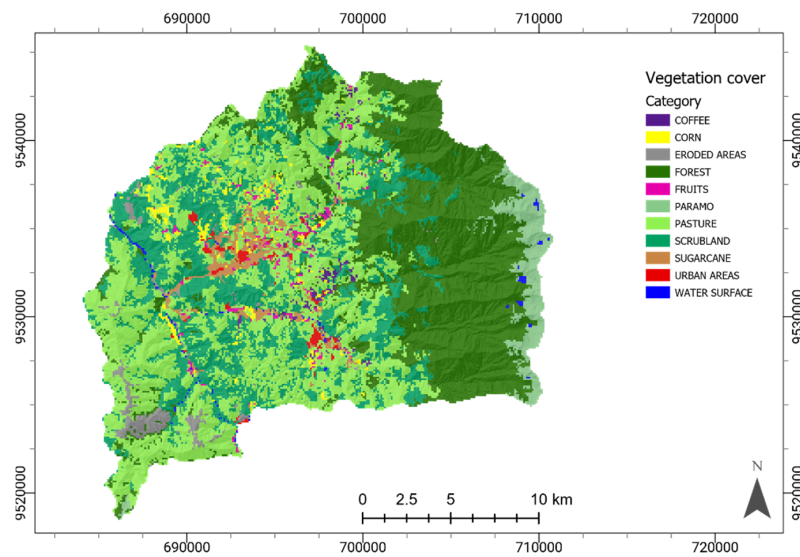 690000 700000 710000 720000
Vegetation cover
Category
COFFEE
CORN
ERODED AREAS
FOREST
FRUITS
PARAMO
PASTURE
SCRUBLAND
SUGARCANE
URBAN AREAS
WATER SURFACE
9540000 9540000
9530000 9530000
9520000 9520000
N
0 2.5 5 10 km
690000 700000 710000 720000